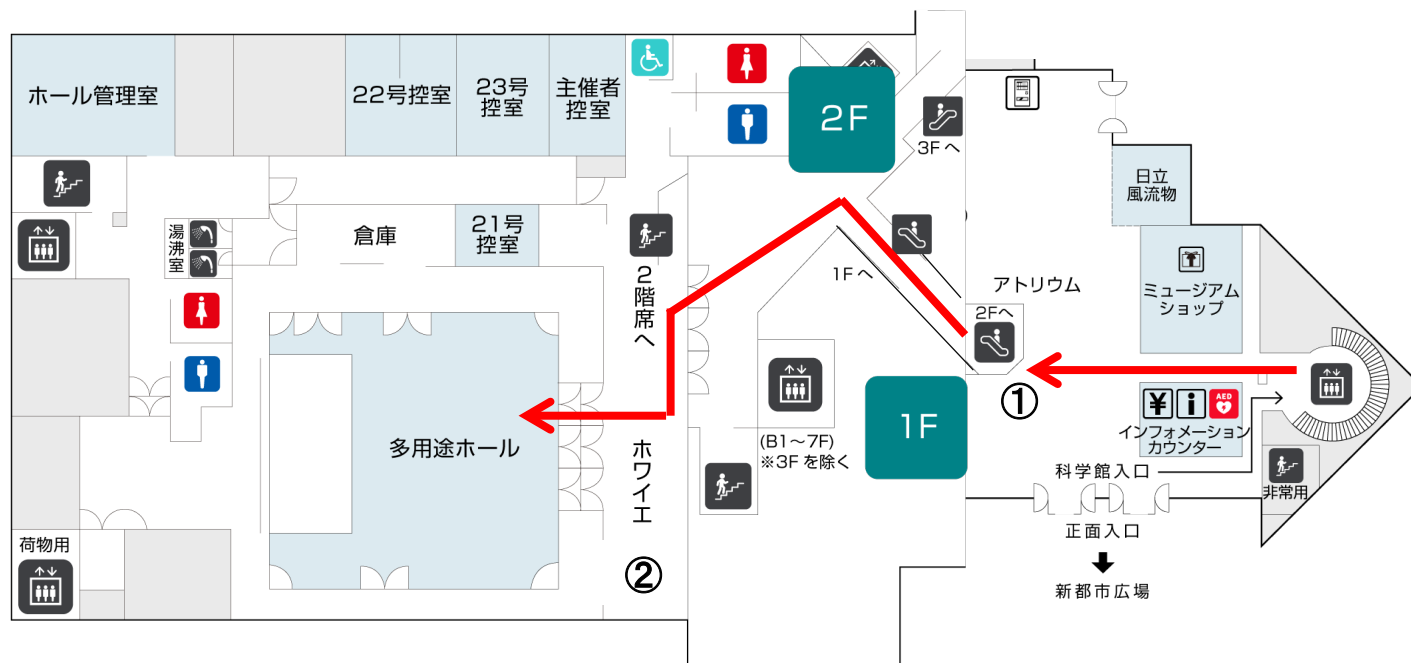 ホール管理室
22号控室
23号
控室
主催者
控室
2F
3Fへ
日立
風流物
湯沸室
倉庫
21号
控室
2階席へ
1Fへ
アトリウム
2Fへ
ミュージアム
ショップ
①
1F
¥ i AED
インフォメーション
カウンター
多用途ホール
(B1～7F)
※3Fを除く
ホワイエ
科学館入口
非常用
正面入口
荷物用
②
新都市広場